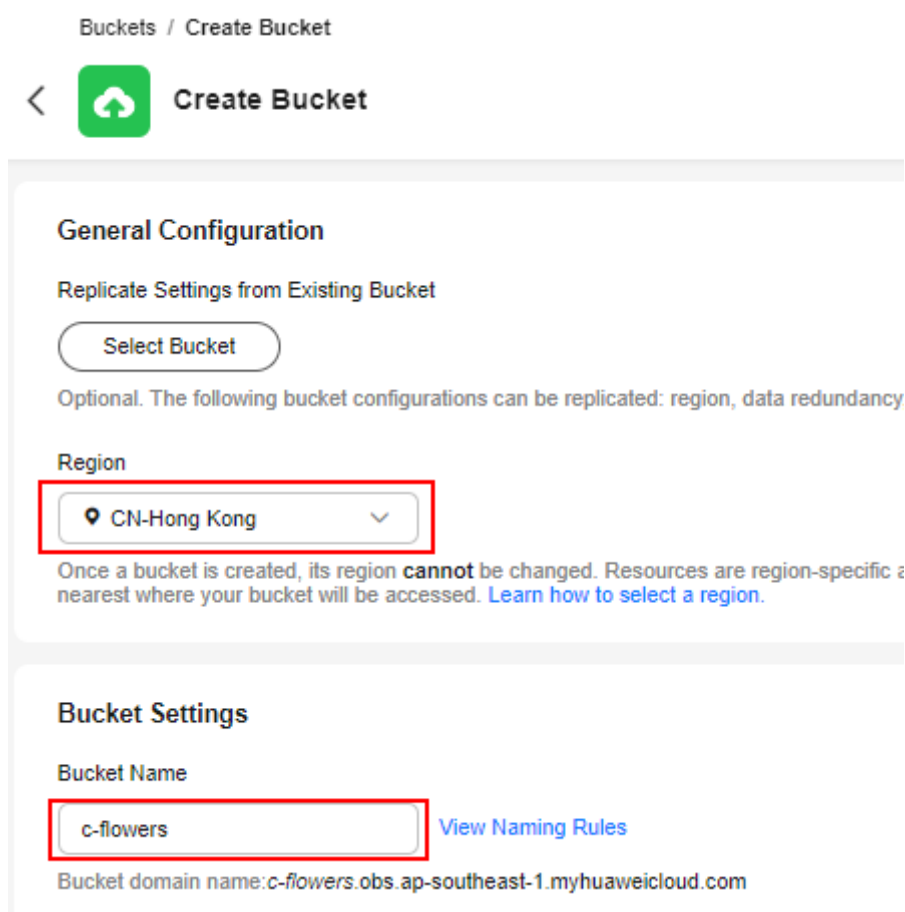 Buckets / Create Bucket
Create Bucket
General Configuration
Replicate Settings from Existing Bucket
Select Bucket
Optional. The following bucket configurations can be replicated: region, data redundancy
Region
CN-Hong Kong
Once a bucket is created, its region cannot be changed. Resources are region-specific a
nearest where your bucket will be accessed. Learn how to select a region.
Bucket Settings
Bucket Name
c-flowers View Naming Rules
Bucket domain name:c-flowers.obs.ap-southeast-1.myhuaweicloud.com